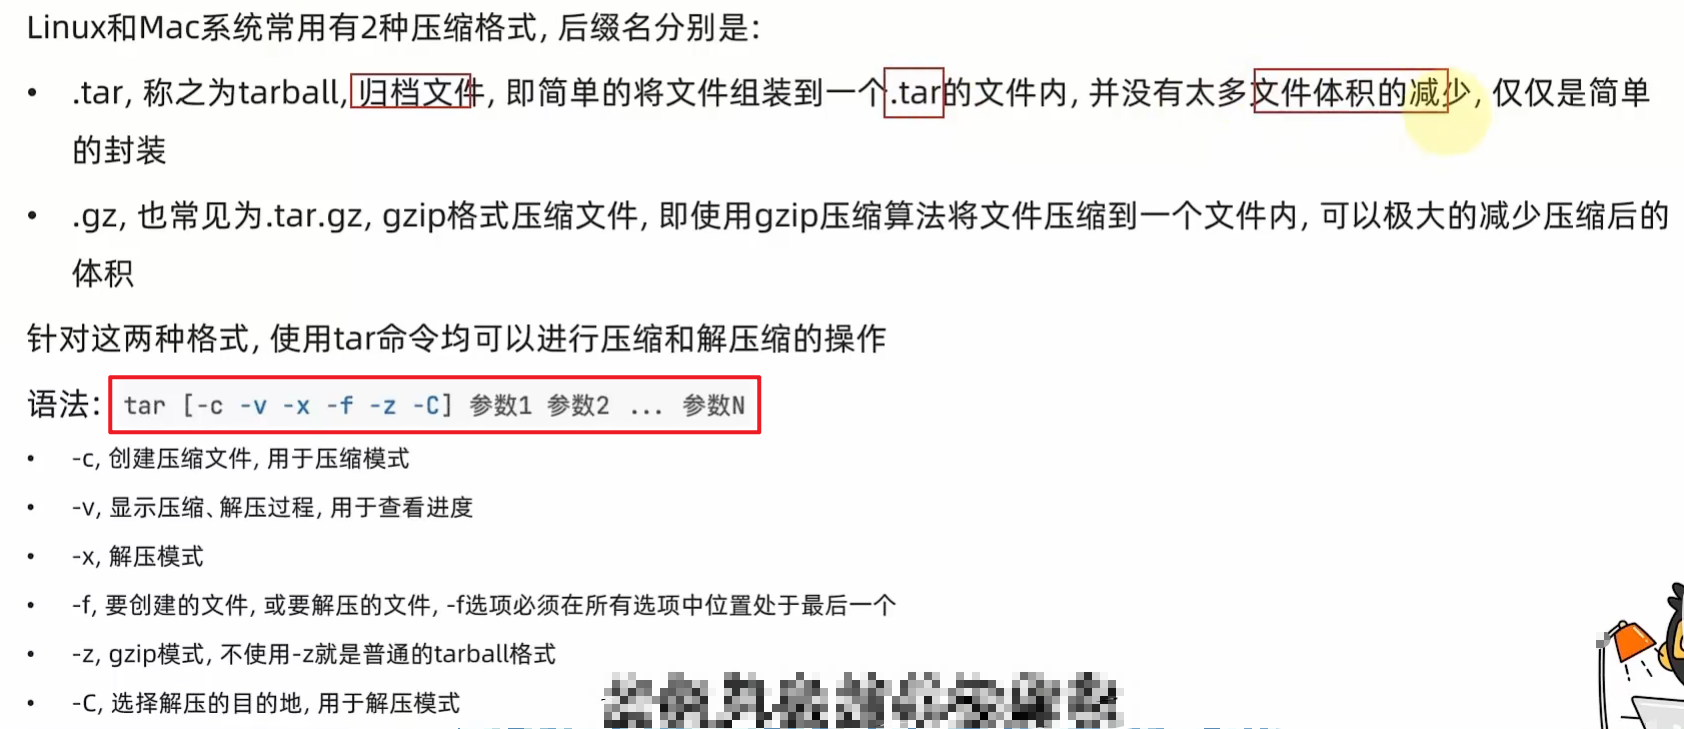 Linux和Mac系统常用有2种压缩格式, 后缀名分别是:
• .tar, 称之为tarball, 归档文件, 即简单的将文件组装到一个.tar的文件内, 并没有太多文件体积的减少, 仅仅是简单
的封装
• .gz, 也常见为.tar.gz, gzip格式压缩文件, 即使用gzip压缩算法将文件压缩到一个文件内, 可以极大的减少压缩后的
体积
针对这两种格式, 使用tar命令均可以进行压缩和解压缩的操作
语法: tar [-c -v -x -f -z -C] 参数1 参数2 ... 参数N
• -c, 创建压缩文件, 用于压缩模式
• -v, 显示压缩、解压过程, 用于查看进度
• -x, 解压模式
• -f, 要创建的文件, 或要解压的文件, -f选项必须在所有选项中位置处于最后一个
• -z, gzip模式, 不使用-z就是普通的tarball格式
• -C, 选择解压的目的地, 用于解压模式